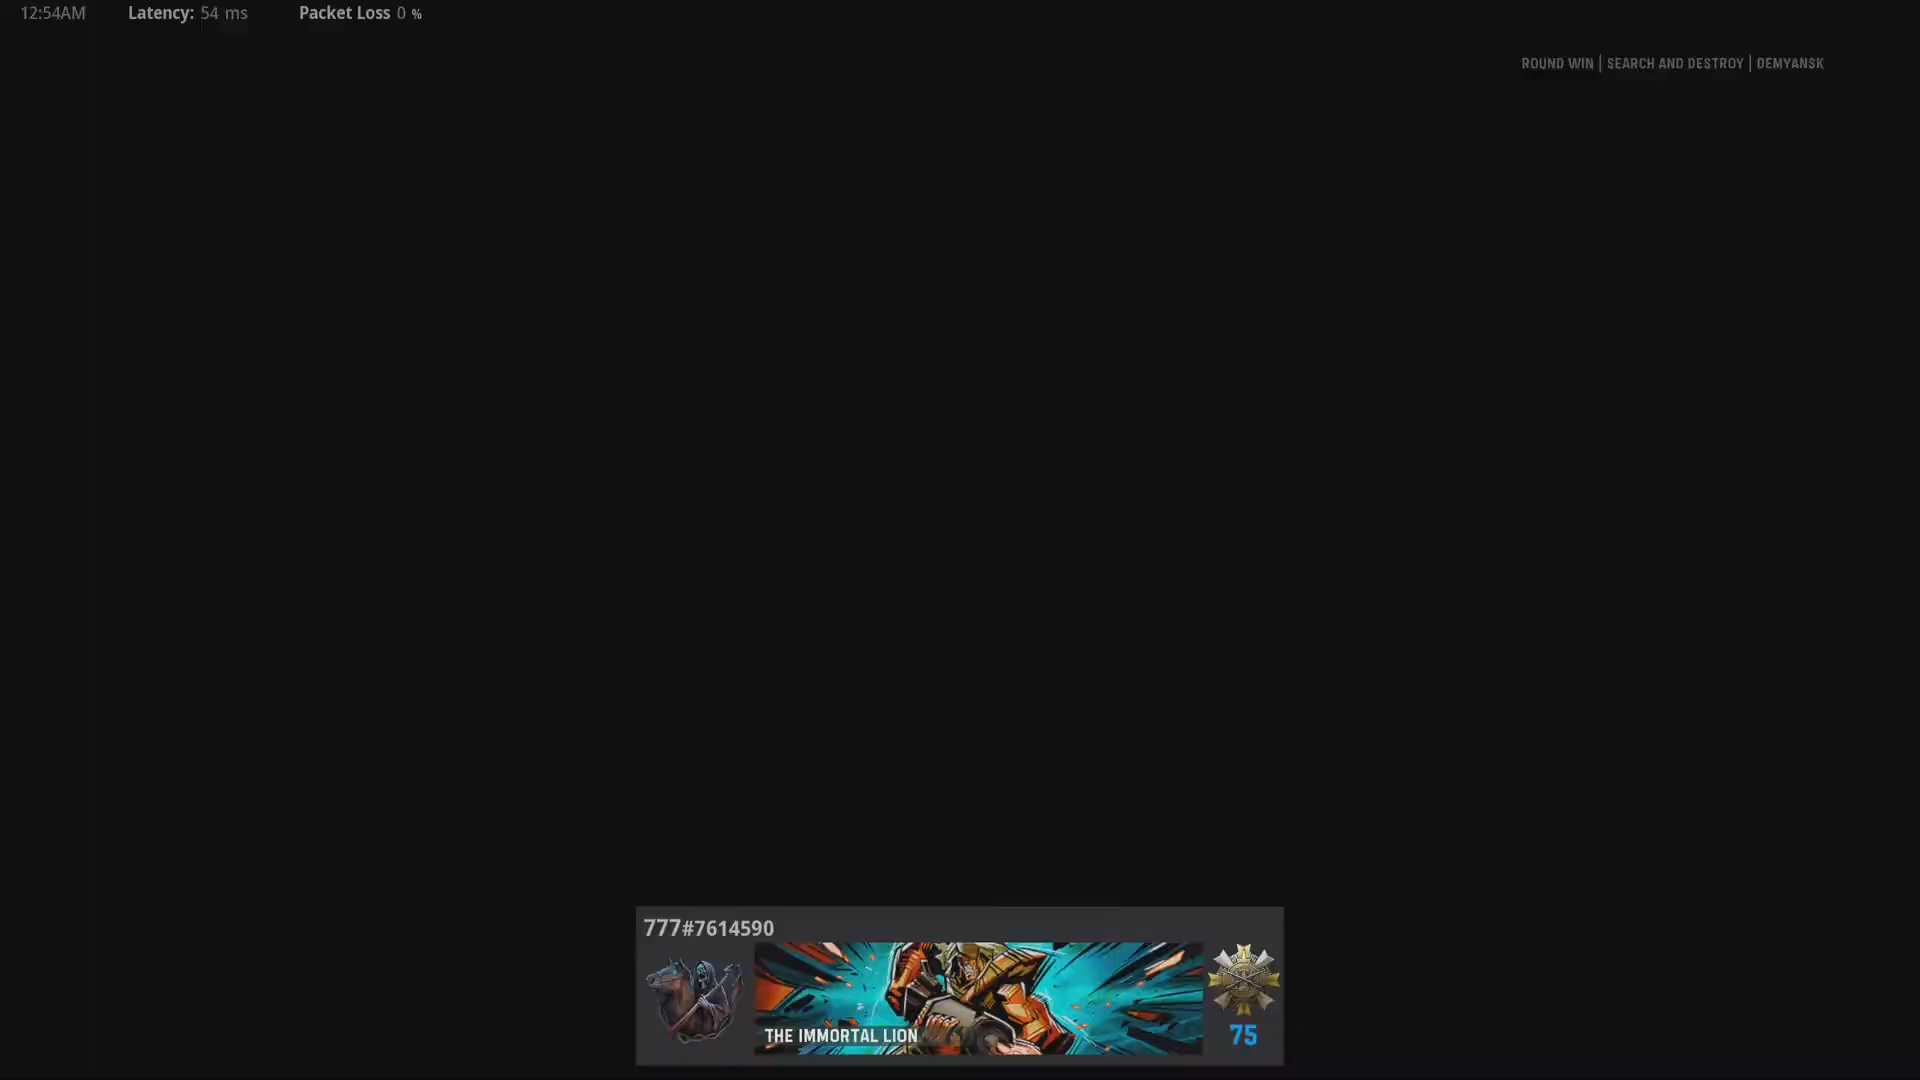 12:54AM Latency: 54 ms Packet Loss 0 %
ROUND WIN | SEARCH AND DESTROY | DEMYANSK
777#7614590
THE IMMORTAL LION
75